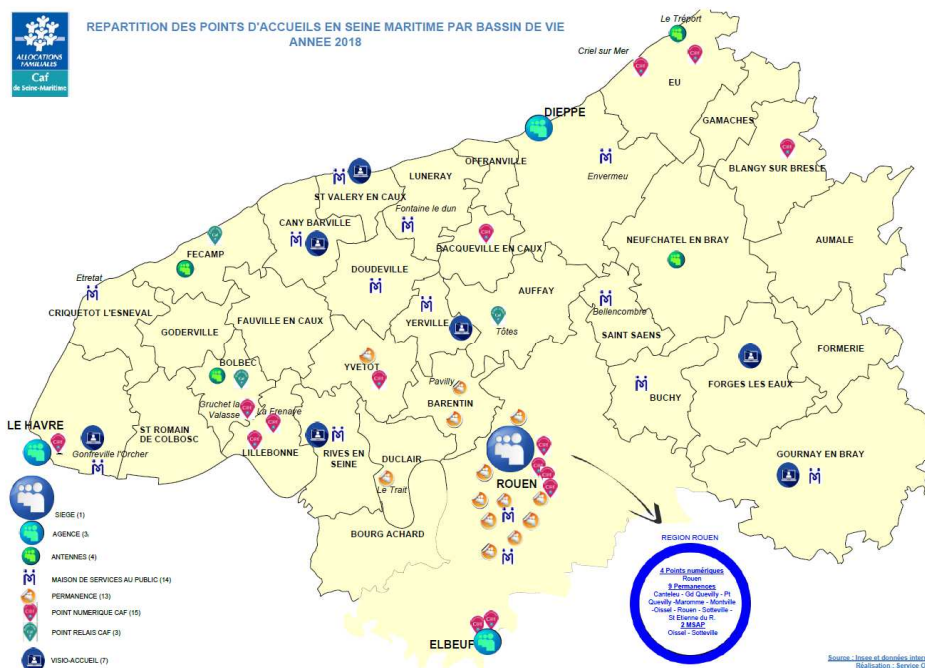 REPARTITION DES POINTS D'ACCUEILS EN SEINE MARITIME PAR BASSIN DE VIE
ANNEE 2018
ALLOCATIONS
FAMILIALES
Caf
de Seine-Maritime
Le Tréport
Criel sur Mer
EU
GAMACHES
DIEPPE
BLANGY SUR BRESLE
OFFRANVILLE
LUNERAY
Envermeu
ST VALERY EN CAUX
Fontaine le dun
CANY BARVILLE
BACQUEVILLE EN CAUX
NEUFCHATEL EN BRAY
AUMALE
FECAMP
DOUDEVILLE
Etretat
AUFFAY
CRIQUETOT L'ESNEVAL
FAUVILLE EN CAUX
YERVILLE
Bellencombre
GODERVILLE
Tôtes
SAINT SAENS
FORMERIE
BOLBEC
YVETOT
Pavilly
FORGES LES EAUX
BUCHY
Gruchet la
Valasse
La Frenaye
BARENTIN
LE HAVRE
ST ROMAIN
DE COLBOSC
Gonfreville l'Orcher
LILLEBONNE
RIVES EN
SEINE
DUCLAIR
GOURNAY EN BRAY
Le Trait
ROUEN
BOURG ACHARD
ELBEUF
SIEGE (1)
AGENCE (3)
ANTENNES (4)
MAISON DE SERVICES AU PUBLIC (14)
PERMANENCE (13)
POINT NUMERIQUE CAF (15)
POINT RELAIS CAF (3)
VISIO-ACCUEIL (7)
REGION ROUEN
4 Points numériques
Rouen
9 Permanences
Canteleu - Gd Quevilly - Pt
Quevilly -Maromme - Montville
-Oissel - Rouen - Sotteville -
St Etienne du R.
2 MSAP
Oissel - Sotteville
Source : Insee et données inter
Réalisation : Service C